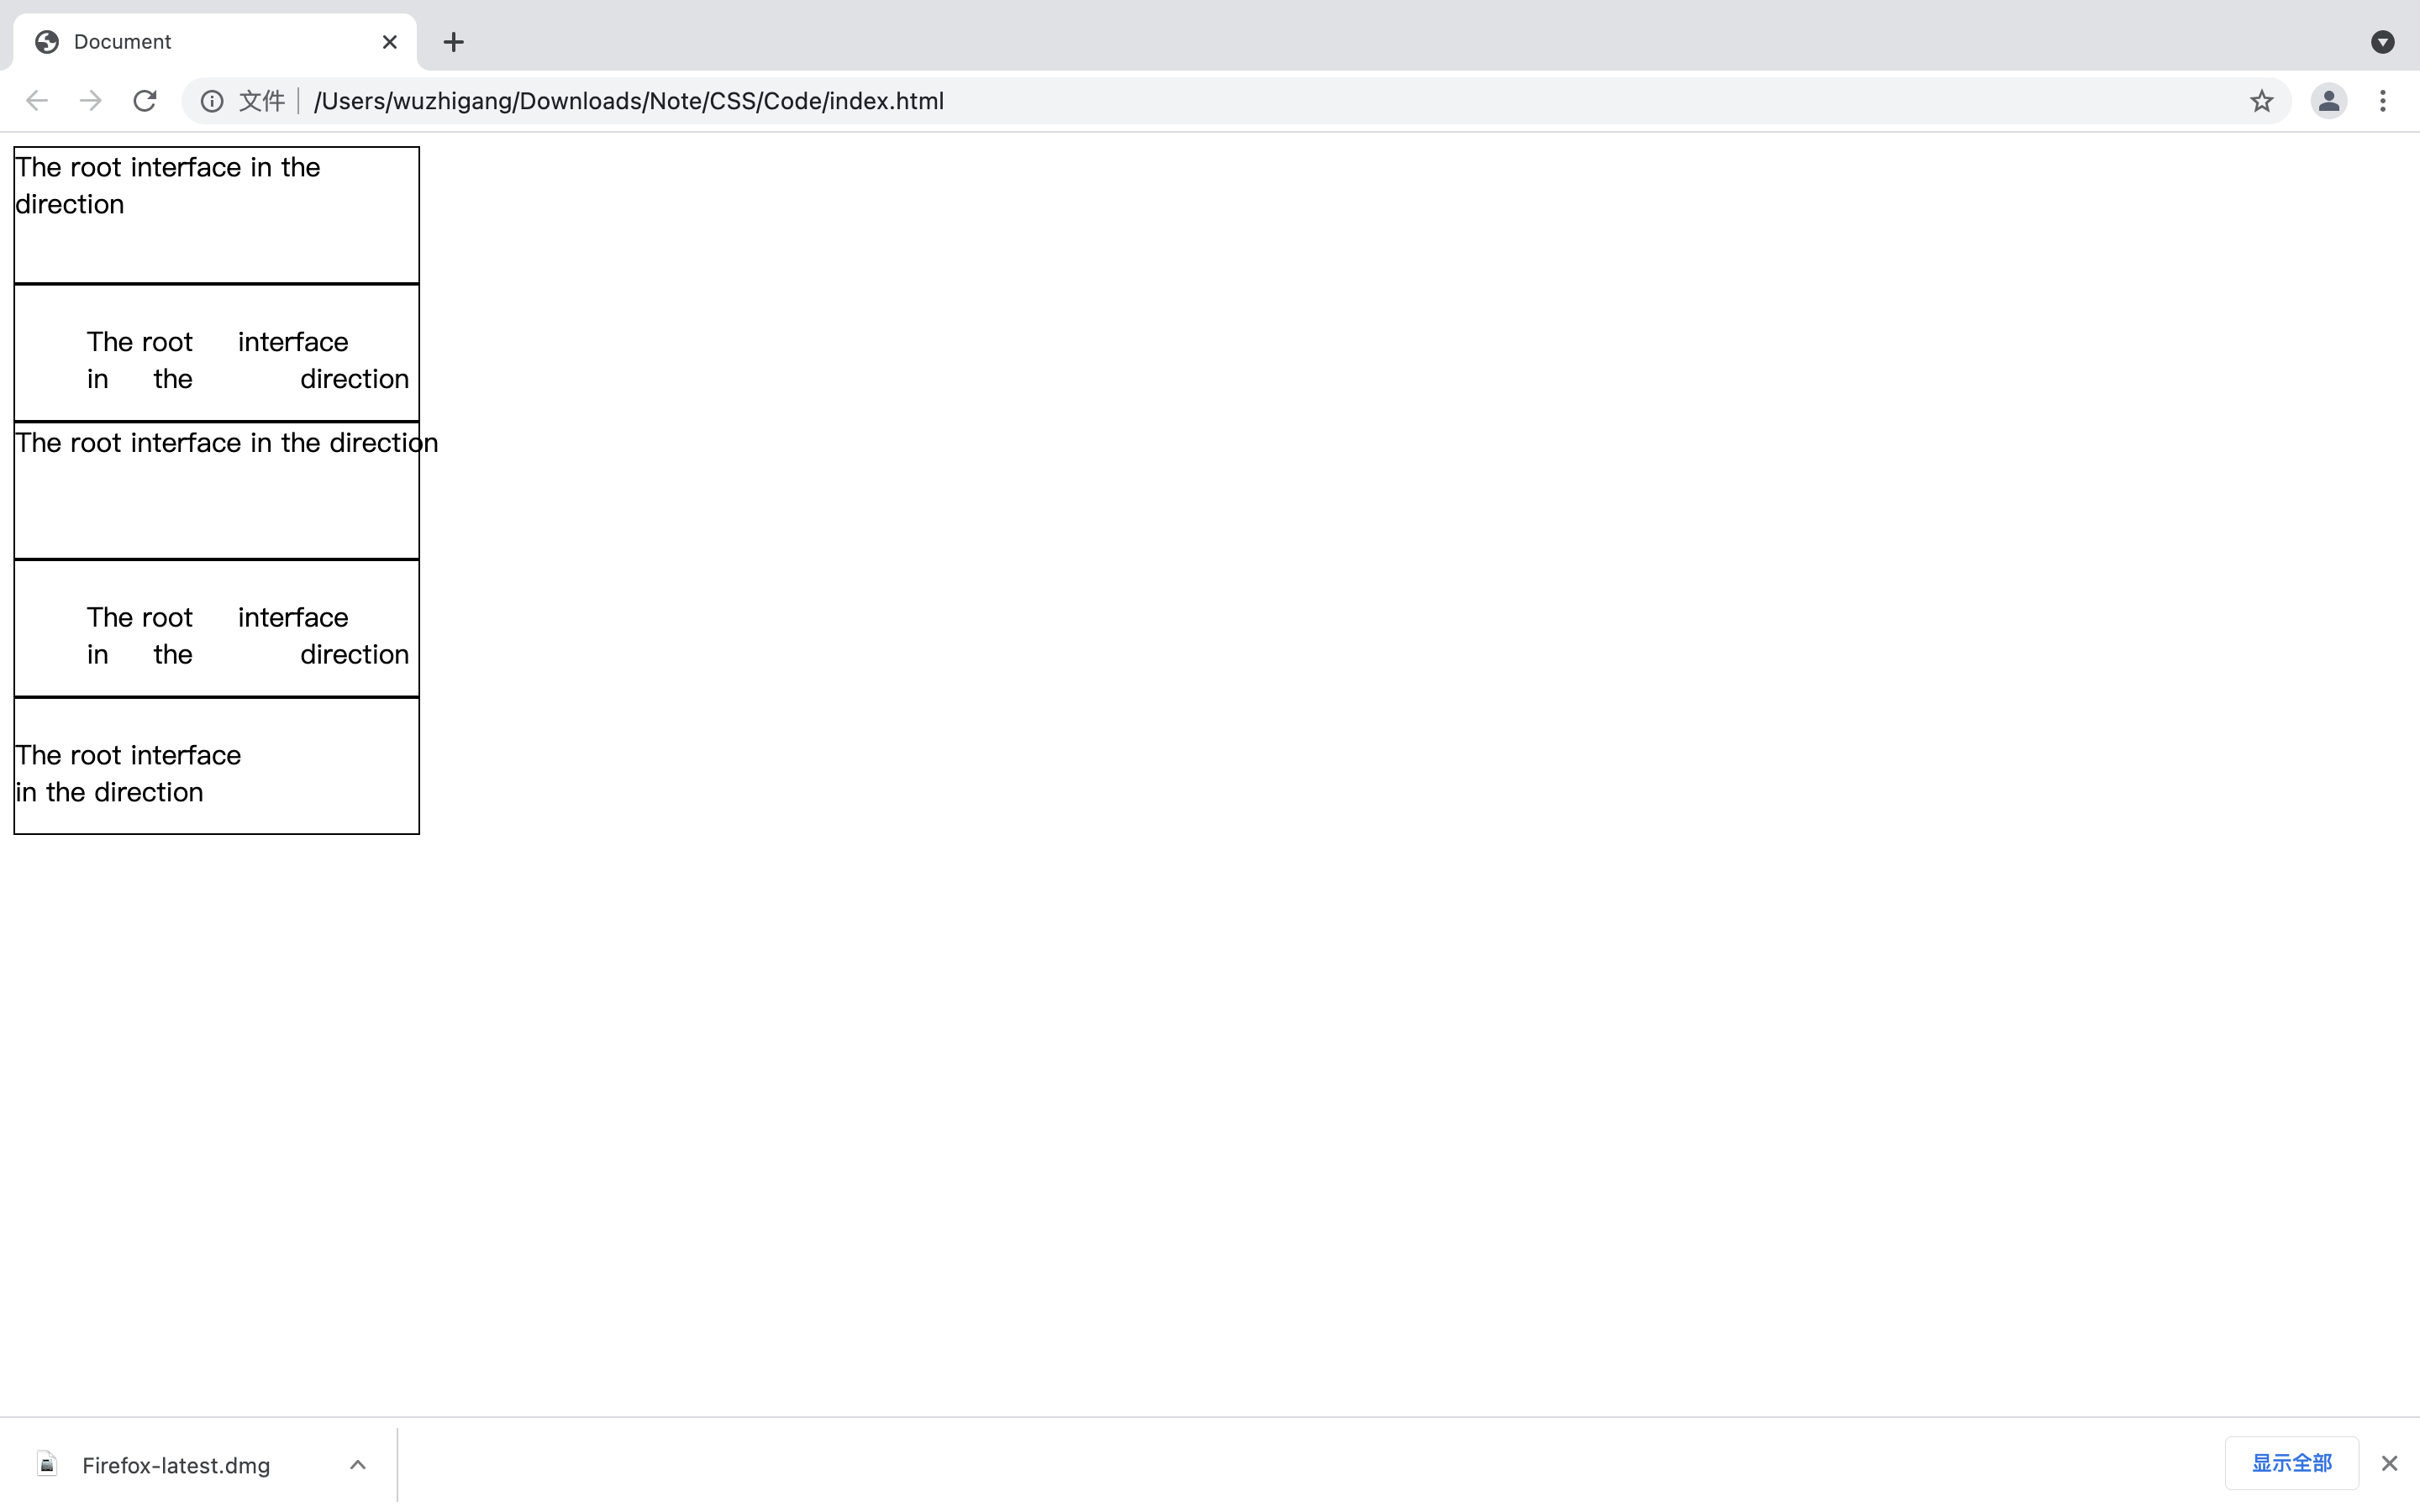 Document
文件 /Users/wuzhigang/Downloads/Note/CSS/Code/index.html
The root interface in the
direction
The root interface
in the direction
The root interface in the direction
The root interface
in the direction
The root interface
in the direction
Firefox-latest.dmg
显示全部